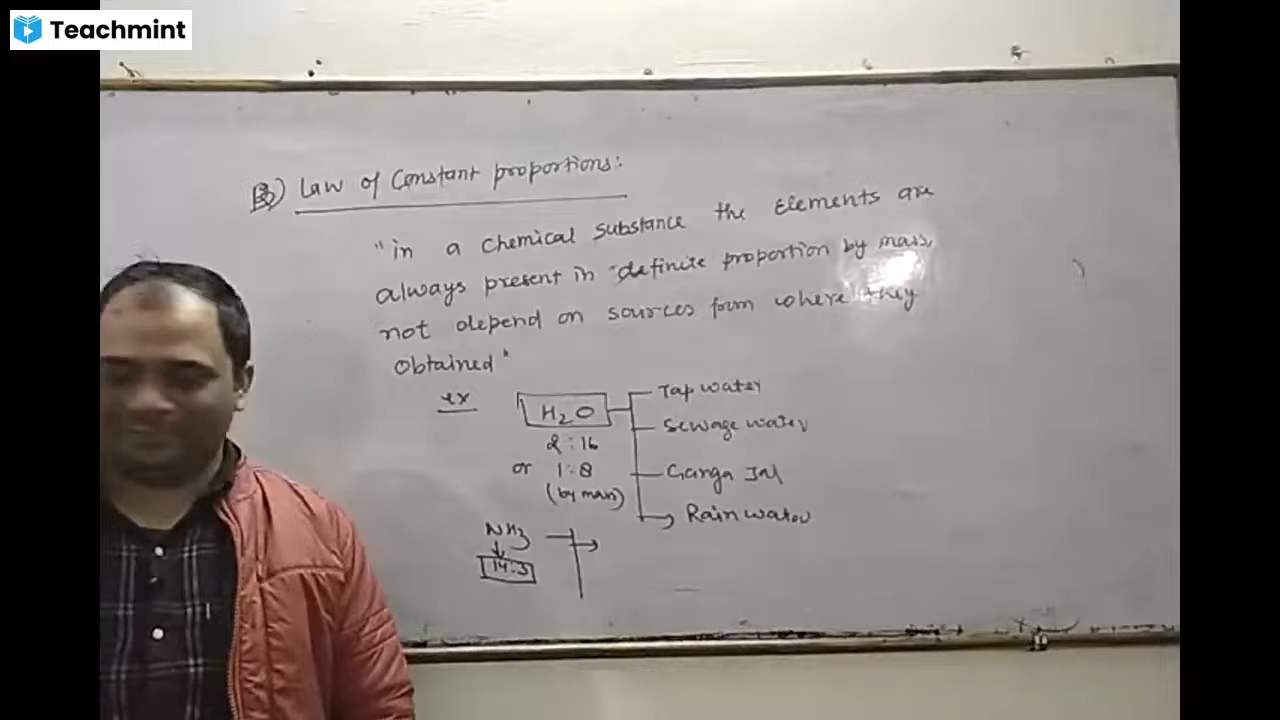 Teachmint
B) Law of Constant proportions:
"in a chemical substance the Elements are
always present in definite proportion by mass,
not depend on sources form where they
Obtained"
ex
H2O
Tap water
Sewage water
2:16
or 1:8
Ganga Jal
(by mass)
Rain water
NH3
14:3